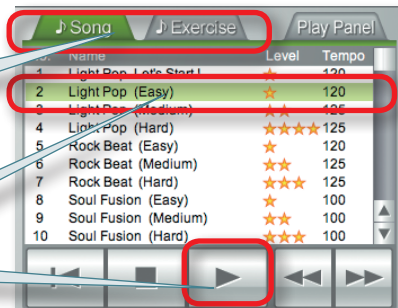 ♪ Song ♪ Exercise Play Panel
No. Name Level Tempo
1 Light Pop Let's Start! 120
2 Light Pop (Easy) 120
3 Light Pop (Medium) 125
4 Light Pop (Hard) 125
5 Rock Beat (Easy) 120
6 Rock Beat (Medium) 125
7 Rock Beat (Hard) 125
8 Soul Fusion (Easy) 100
9 Soul Fusion (Medium) 100
10 Soul Fusion (Hard) 100